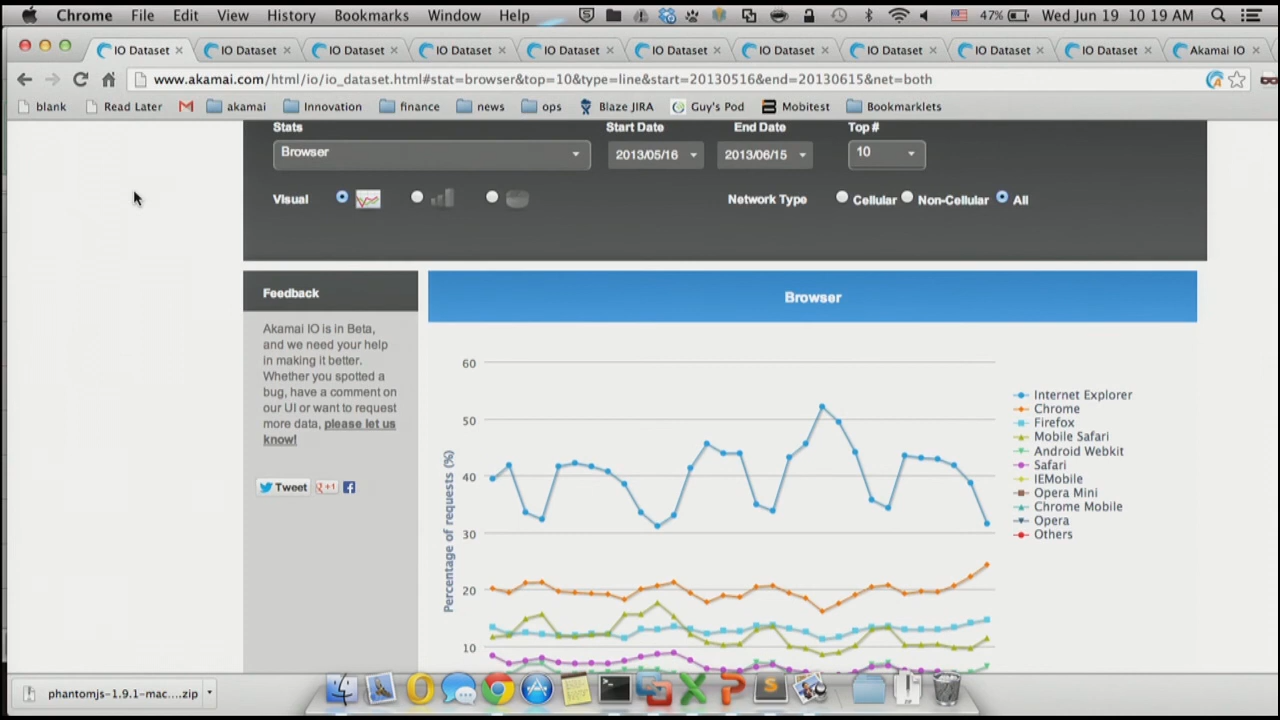 Chrome File Edit View History Bookmarks Window Help 47% Wed Jun 19 10:19 AM
IO Dataset IO Dataset IO Dataset IO Dataset IO Dataset IO Dataset IO Dataset IO Dataset IO Dataset IO Dataset Akamai IO
www.akamai.com/html/io/io_dataset.html#stat=browser&top=10&type=line&start=20130516&end=20130615&net=both
blank Read Later akamai Innovation finance news ops Blaze JIRA Guy's Pod Mobitest Bookmarklets
Stats Start Date End Date Top #
Browser 2013/05/16 2013/06/15 10
Visual Network Type Cellular Non-Cellular All
Feedback
Akamai IO is in Beta,
and we need your help
in making it better.
Whether you spotted a
bug, have a comment on
our UI or want to request
more data, please let us
know!
Tweet +1
Browser
Percentage of requests (%)
60
50
40
30
20
10
Internet Explorer
Chrome
Firefox
Mobile Safari
Android Webkit
Safari
IEMobile
Opera Mini
Chrome Mobile
Opera
Others
phantomjs-1.9.1-mac....zip